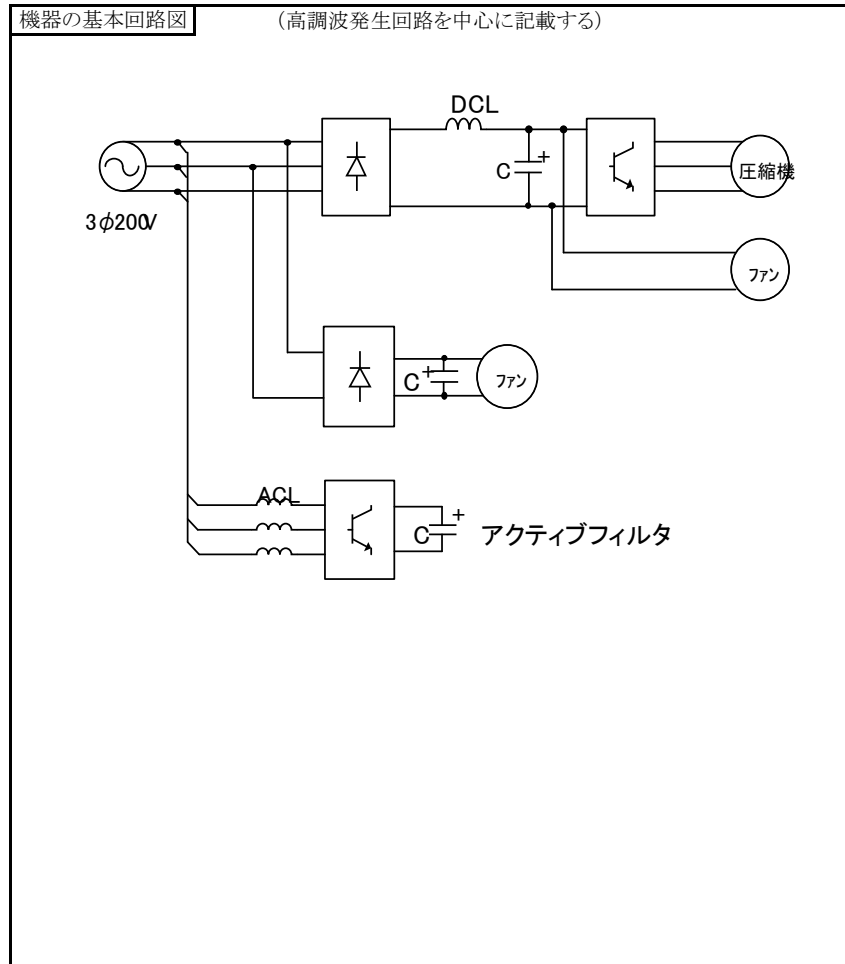 機器の基本回路図 (高調波発生回路を中心に記載する)
DCL
C +
圧縮機
3φ200V
ファン
C + ファン
ACL
C + アクティブフィルタ